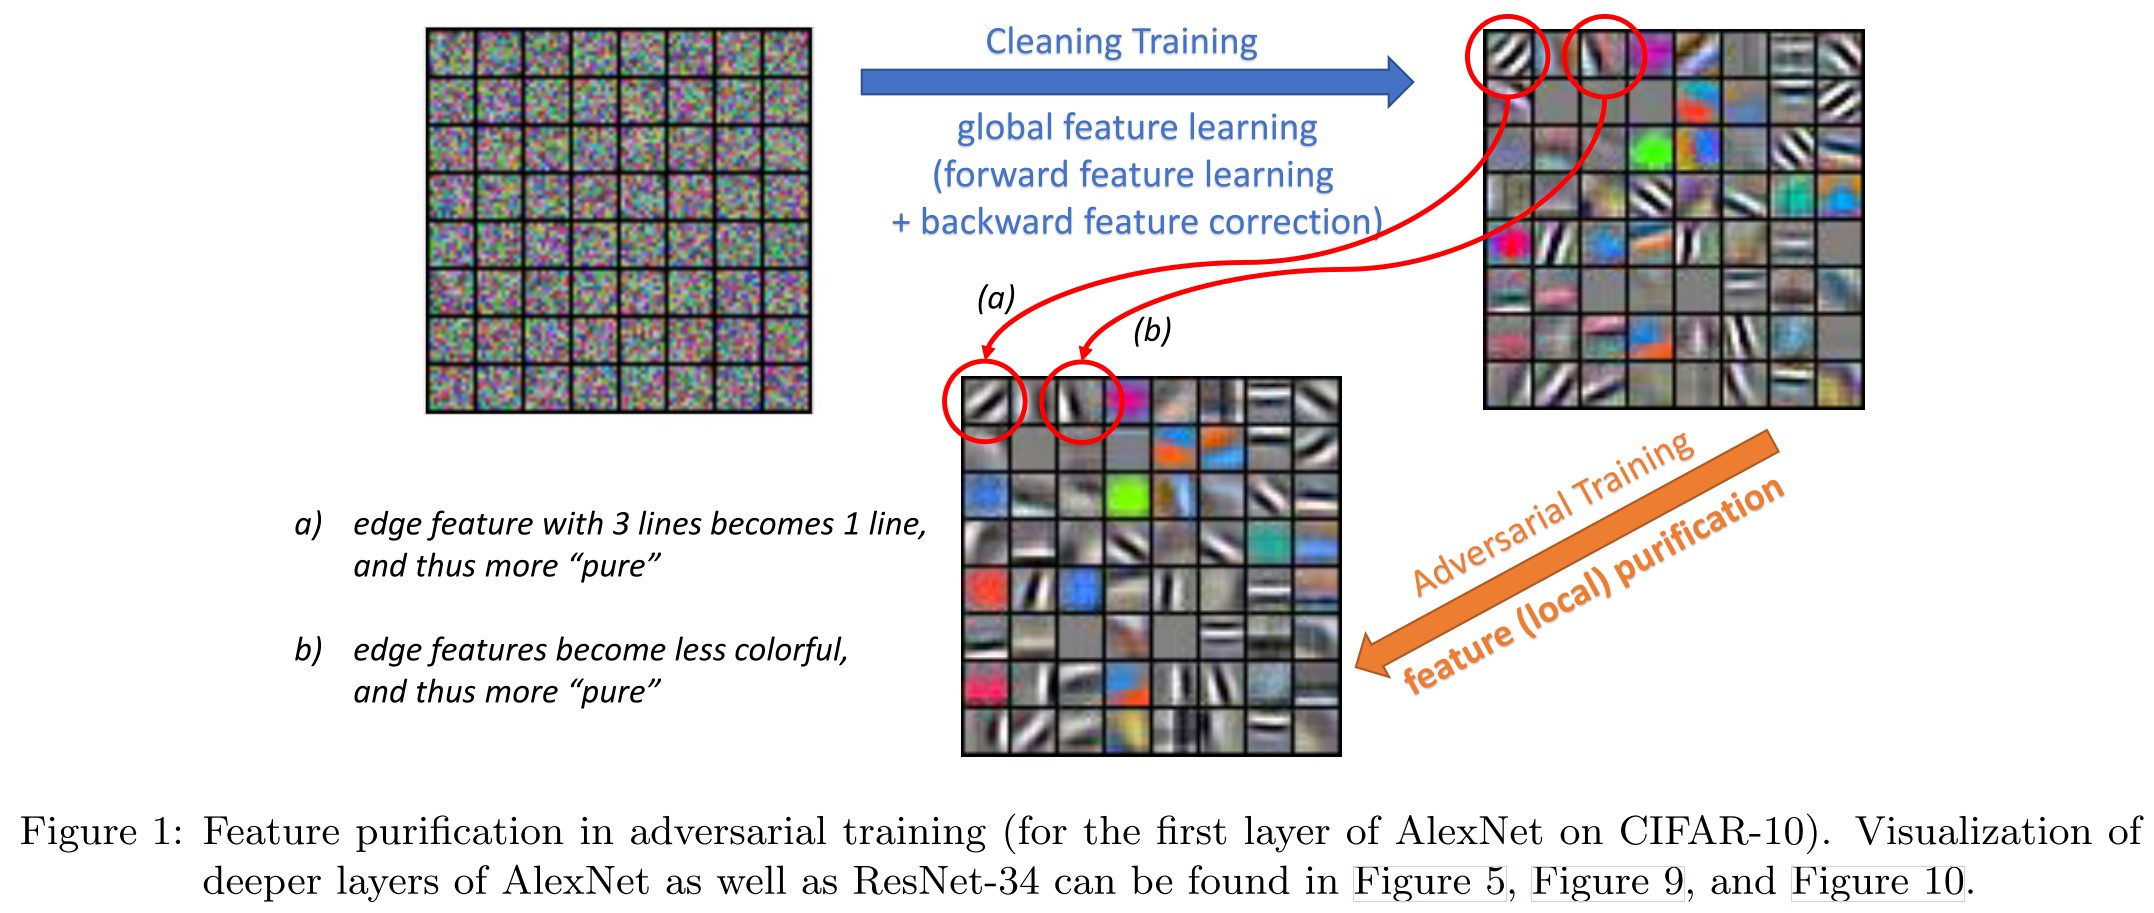 Cleaning Training
global feature learning
(forward feature learning
+ backward feature correction)
(a)
(b)
a) edge feature with 3 lines becomes 1 line,
and thus more “pure”
b) edge features become less colorful,
and thus more “pure”
Adversarial Training
feature (local) purification
Figure 1: Feature purification in adversarial training (for the first layer of AlexNet on CIFAR-10). Visualization of
deeper layers of AlexNet as well as ResNet-34 can be found in Figure 5, Figure 9, and Figure 10.